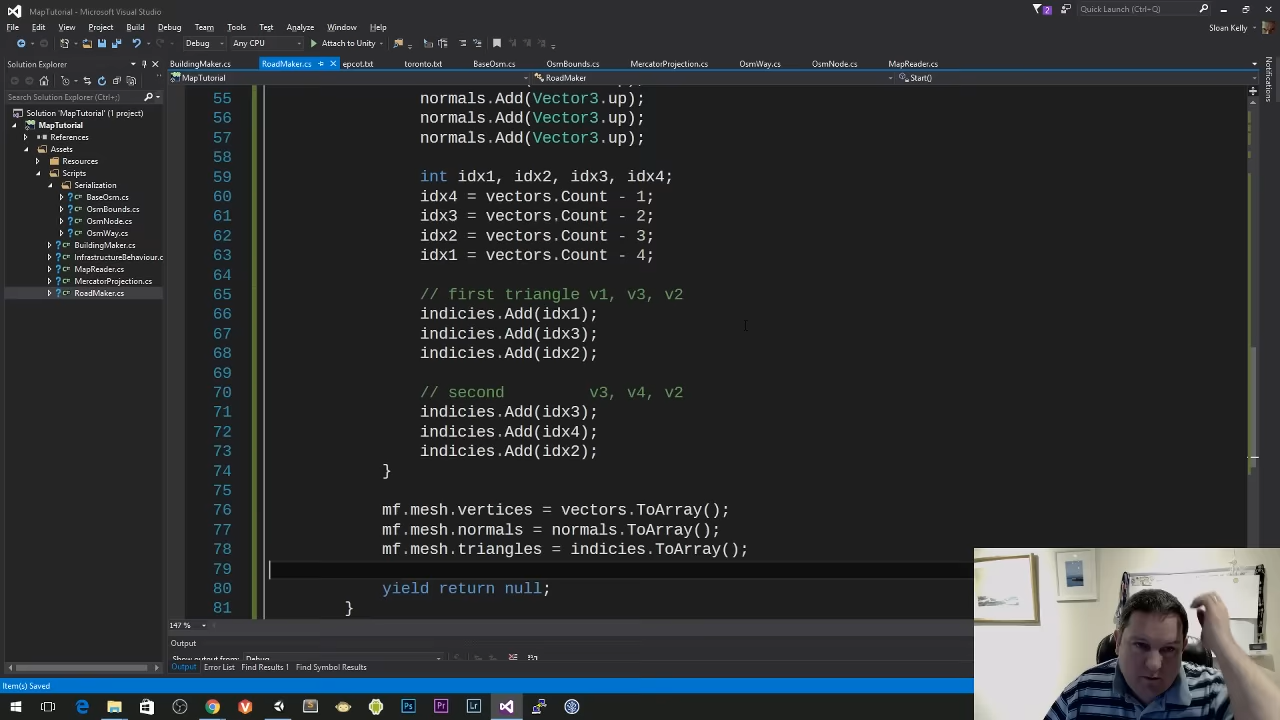 MapTutorial - Microsoft Visual Studio
2
Quick Launch (Ctrl+Q)
File Edit View Project Build Debug Team Tools Test Analyze Window Help
Sloan Kelly
Debug Any CPU Attach to Unity
Solution Explorer
BuildingMaker.cs RoadMaker.cs epcot.txt toronto.txt BaseOsm.cs OsmBounds.cs MercatorProjection.cs OsmWay.cs OsmNode.cs MapReader.cs
MapTutorial RoadMaker Start()
Notifications
Search Solution Explorer (Ctrl+;)
Solution 'MapTutorial' (1 project)
MapTutorial
References
Assets
Resources
Scripts
Serialization
BaseOsm.cs
OsmBounds.cs
OsmNode.cs
OsmWay.cs
BuildingMaker.cs
InfrastructureBehaviour.c
MapReader.cs
MercatorProjection.cs
RoadMaker.cs
55 normals.Add(Vector3.up);
56 normals.Add(Vector3.up);
57 normals.Add(Vector3.up);
58
59 int idx1, idx2, idx3, idx4;
60 idx4 = vectors.Count - 1;
61 idx3 = vectors.Count - 2;
62 idx2 = vectors.Count - 3;
63 idx1 = vectors.Count - 4;
64
65 // first triangle v1, v3, v2
66 indicies.Add(idx1);
67 indicies.Add(idx3);
68 indicies.Add(idx2);
69
70 // second v3, v4, v2
71 indicies.Add(idx3);
72 indicies.Add(idx4);
73 indicies.Add(idx2);
74 }
75
76 mf.mesh.vertices = vectors.ToArray();
77 mf.mesh.normals = normals.ToArray();
78 mf.mesh.triangles = indicies.ToArray();
79
80 yield return null;
81 }
147 %
Output
Show output from: Debug
Output Error List Find Results 1 Find Symbol Results
Item(s) Saved